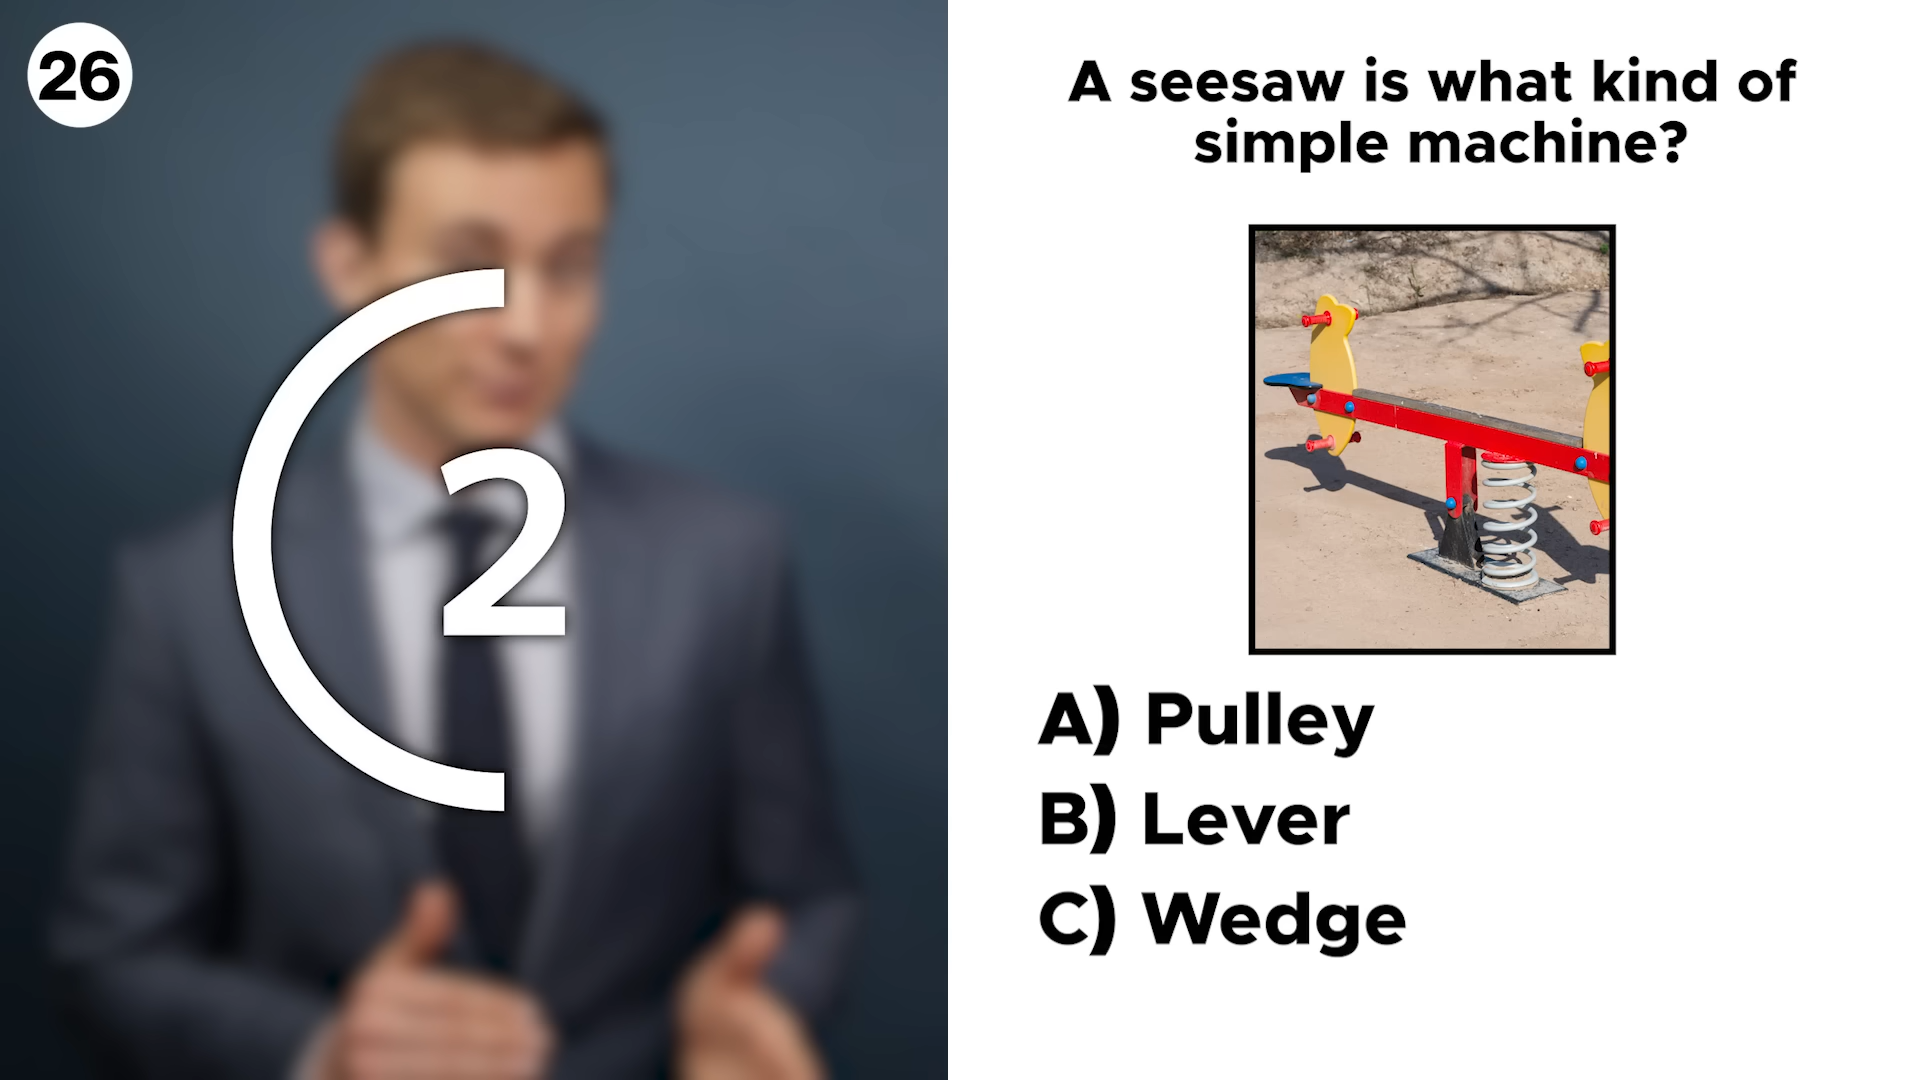 26
2
A seesaw is what kind of
simple machine?
A) Pulley
B) Lever
C) Wedge